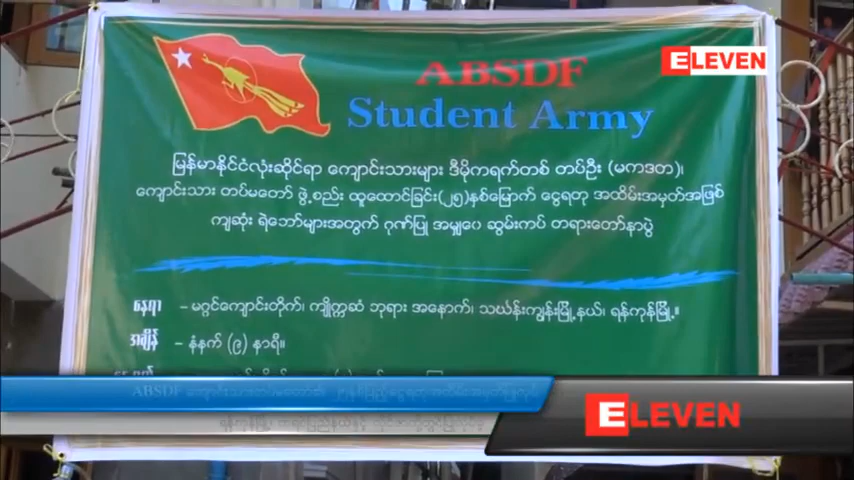 ELEVEN
ABSDF
Student Army
မြန်မာနိုင်ငံလုံးဆိုင်ရာ ကျောင်းသားများ ဒီမိုကရက်တစ် တပ်ဦး (မကဒတ)၊
ကျောင်းသား တပ်မတော် ဖွဲ့စည်း ထူထောင်ခြင်း(၂၅)နှစ်မြောက် ငွေရတု အထိမ်းအမှတ်အဖြစ်
ကျဆုံး ရဲဘော်များအတွက် ဂုဏ်ပြု အမျှပေ ဆွမ်းကပ် တရားတော်နာပွဲ
နေရာ – မဂ္ဂင်ကျောင်းတိုက်၊ ကျိုက္ကဆံ ဘုရား အနောက်၊ သင်္ဃန်းကျွန်းမြို့နယ်၊ ရန်ကုန်မြို့။
အချိန် – နံနက် (၉) နာရီ။
ABSDF
ELEVEN